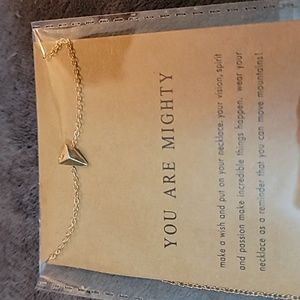 YOU ARE MIGHTY
make a wish and put on your necklace. your vision, spirit
and passion make incredible things happen. wear your
necklace as a reminder that you can move mountains!